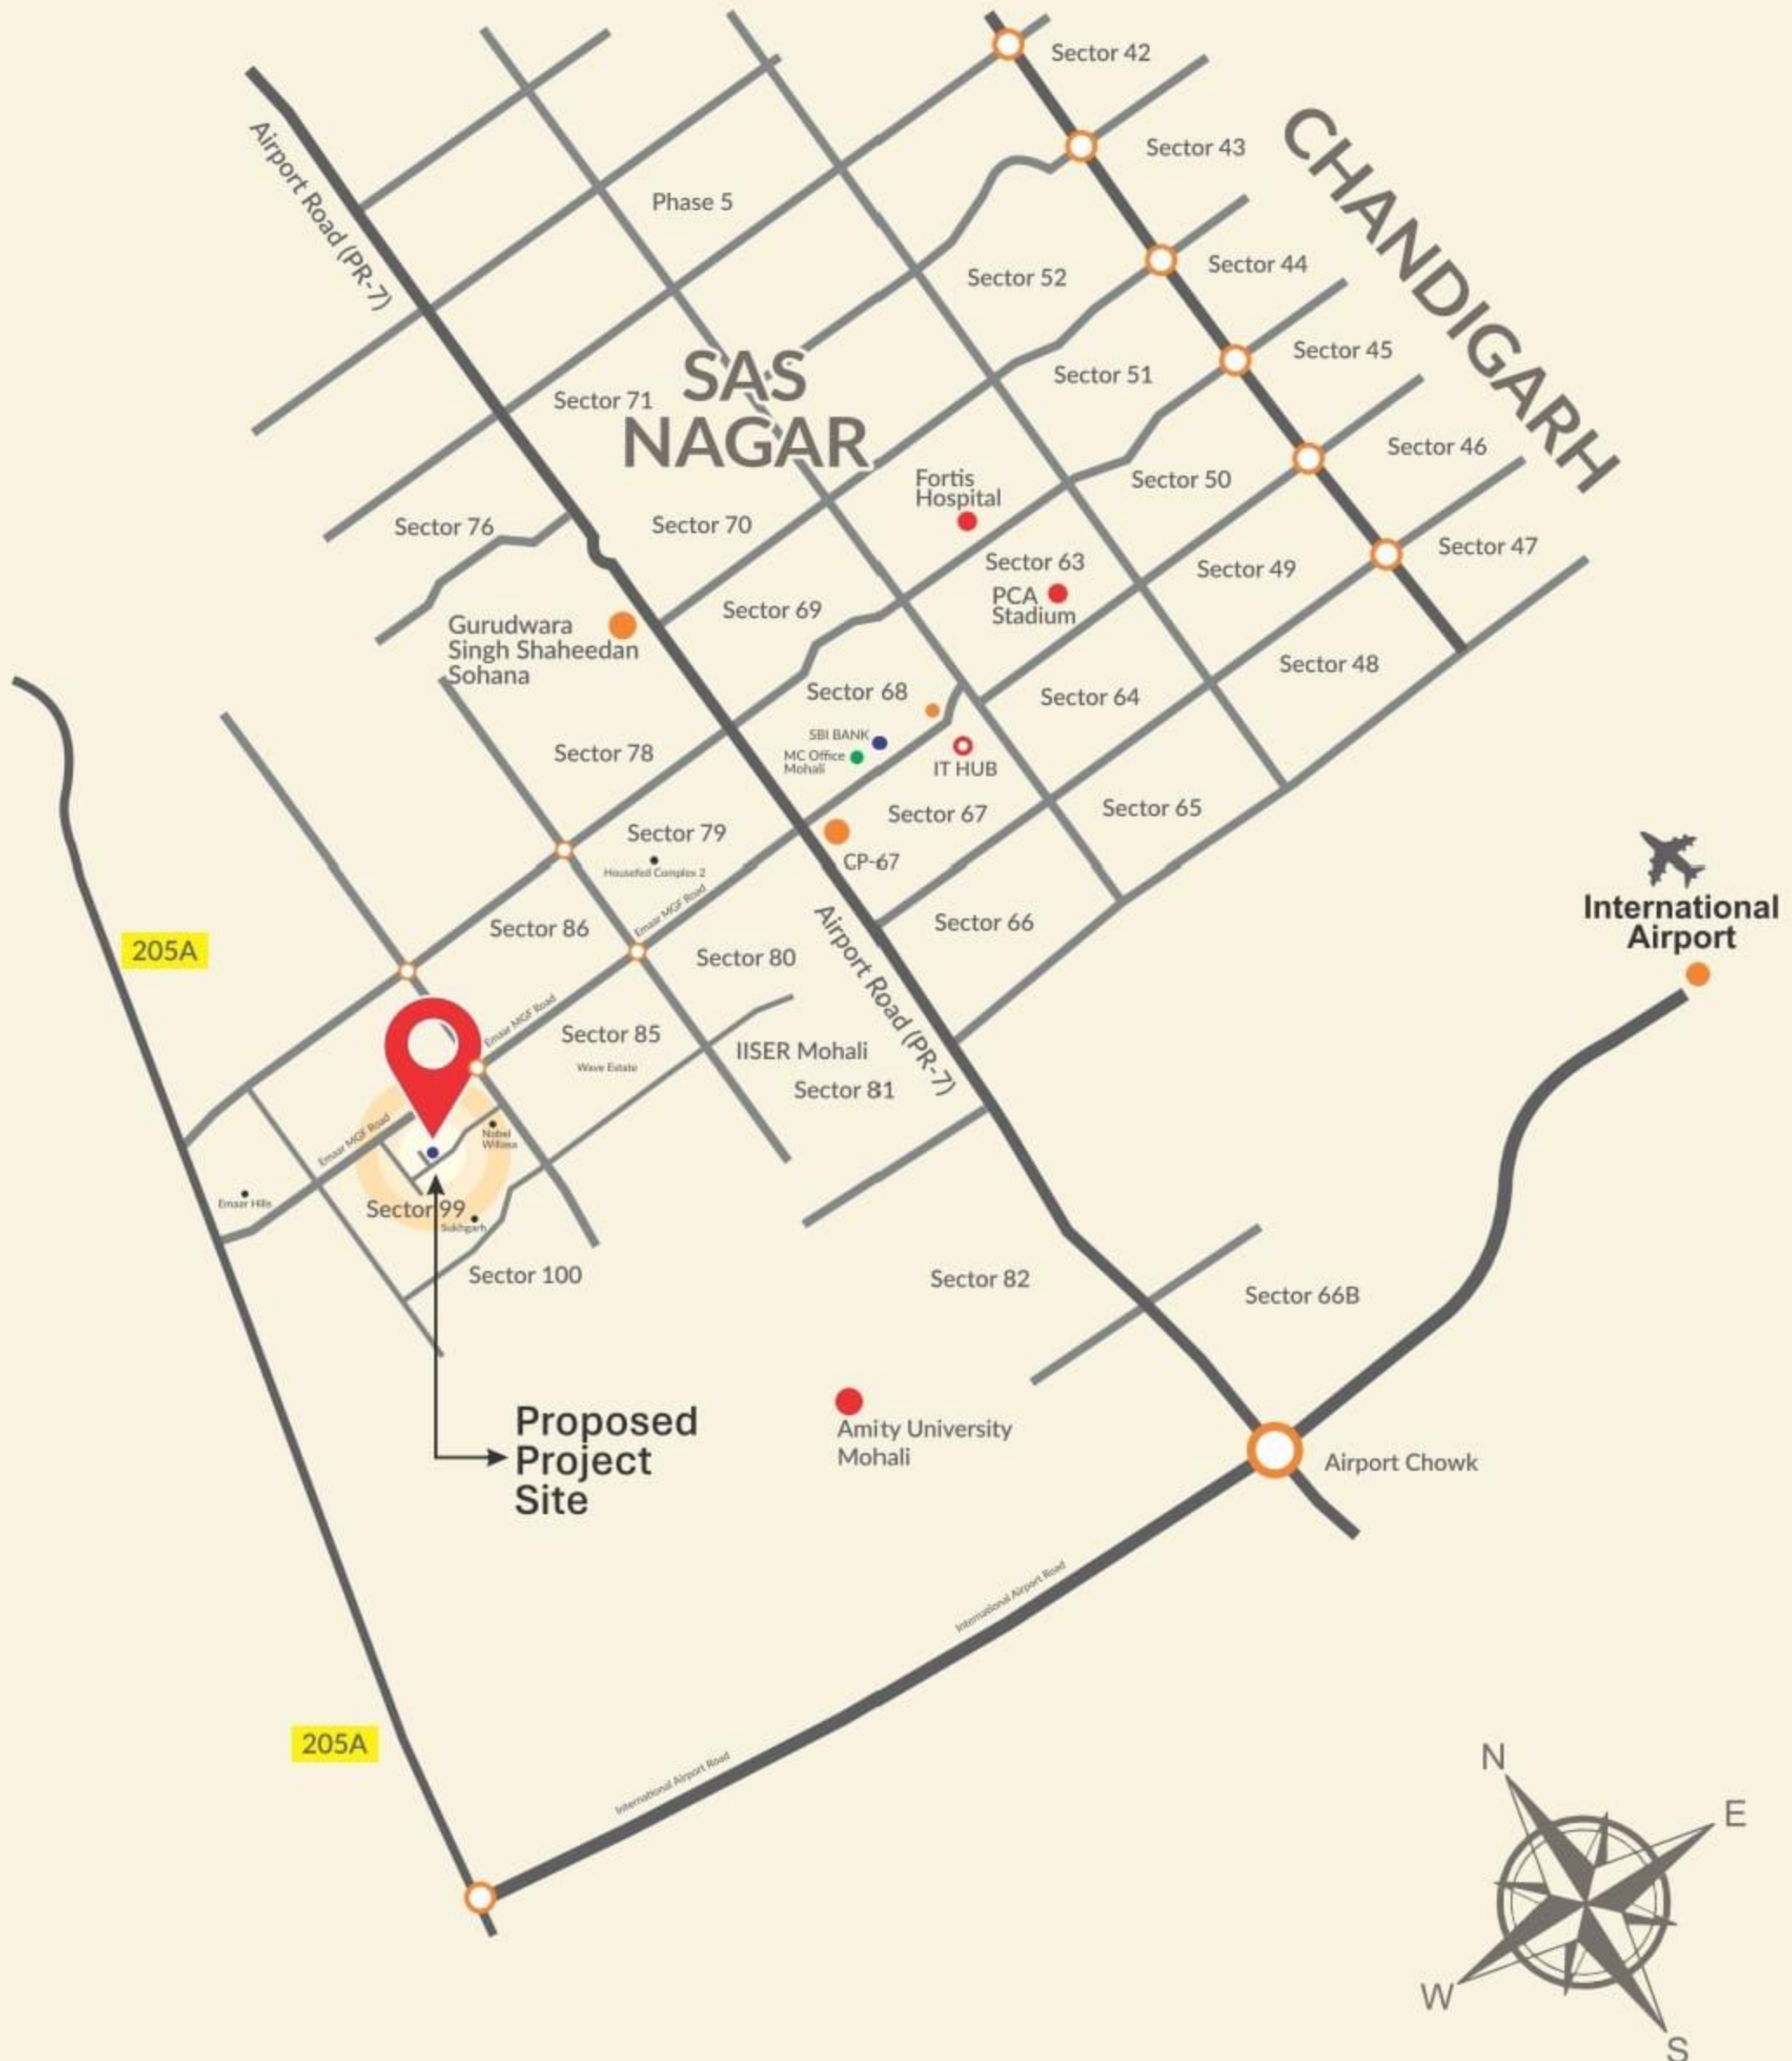 Sector 42
CHANDIGARH
Sector 43
Airport Road (PR-7)
Phase 5
Sector 52
Sector 44
Sector 45
SAS
NAGAR
Sector 71
Sector 51
Sector 46
Fortis
Hospital
Sector 50
Sector 76
Sector 70
Sector 47
Sector 63
Sector 49
PCA
Stadium
Sector 69
Gurudwara
Singh Shaheedan
Sohana
Sector 48
Sector 68
Sector 64
SBI BANK
MC Office
Mohali
Sector 78
IT HUB
Sector 67
Sector 65
Sector 79
CP-67
Housefed Complex 2
Emaar MGF Road
International
Airport
Sector 86
Sector 66
205A
Sector 80
Airport Road (PR-7)
Emaar MGF Road
Sector 85
Wave Estate
IISER Mohali
Sector 81
Emaar MGF Road
Nobel
Willasa
Emaar Hills
Sector 99
Sukhgarh
Sector 100
Sector 82
Sector 66B
Proposed
Project
Site
Amity University
Mohali
Airport Chowk
International Airport Road
205A
International Airport Road
N
E
W
S